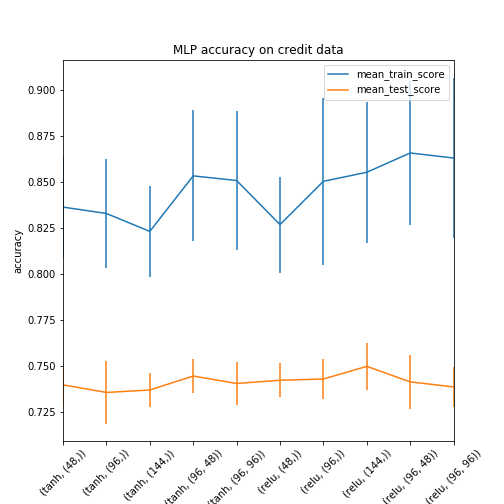 MLP accuracy on credit data
mean_train_score
mean_test_score
accuracy
0.900
0.875
0.850
0.825
0.800
0.775
0.750
0.725
(tanh, (48,))
(tanh, (96,))
(tanh, (144,))
(tanh, (96, 48))
(tanh, (96, 96))
(relu, (48,))
(relu, (96,))
(relu, (144,))
(relu, (96, 48))
(relu, (96, 96))